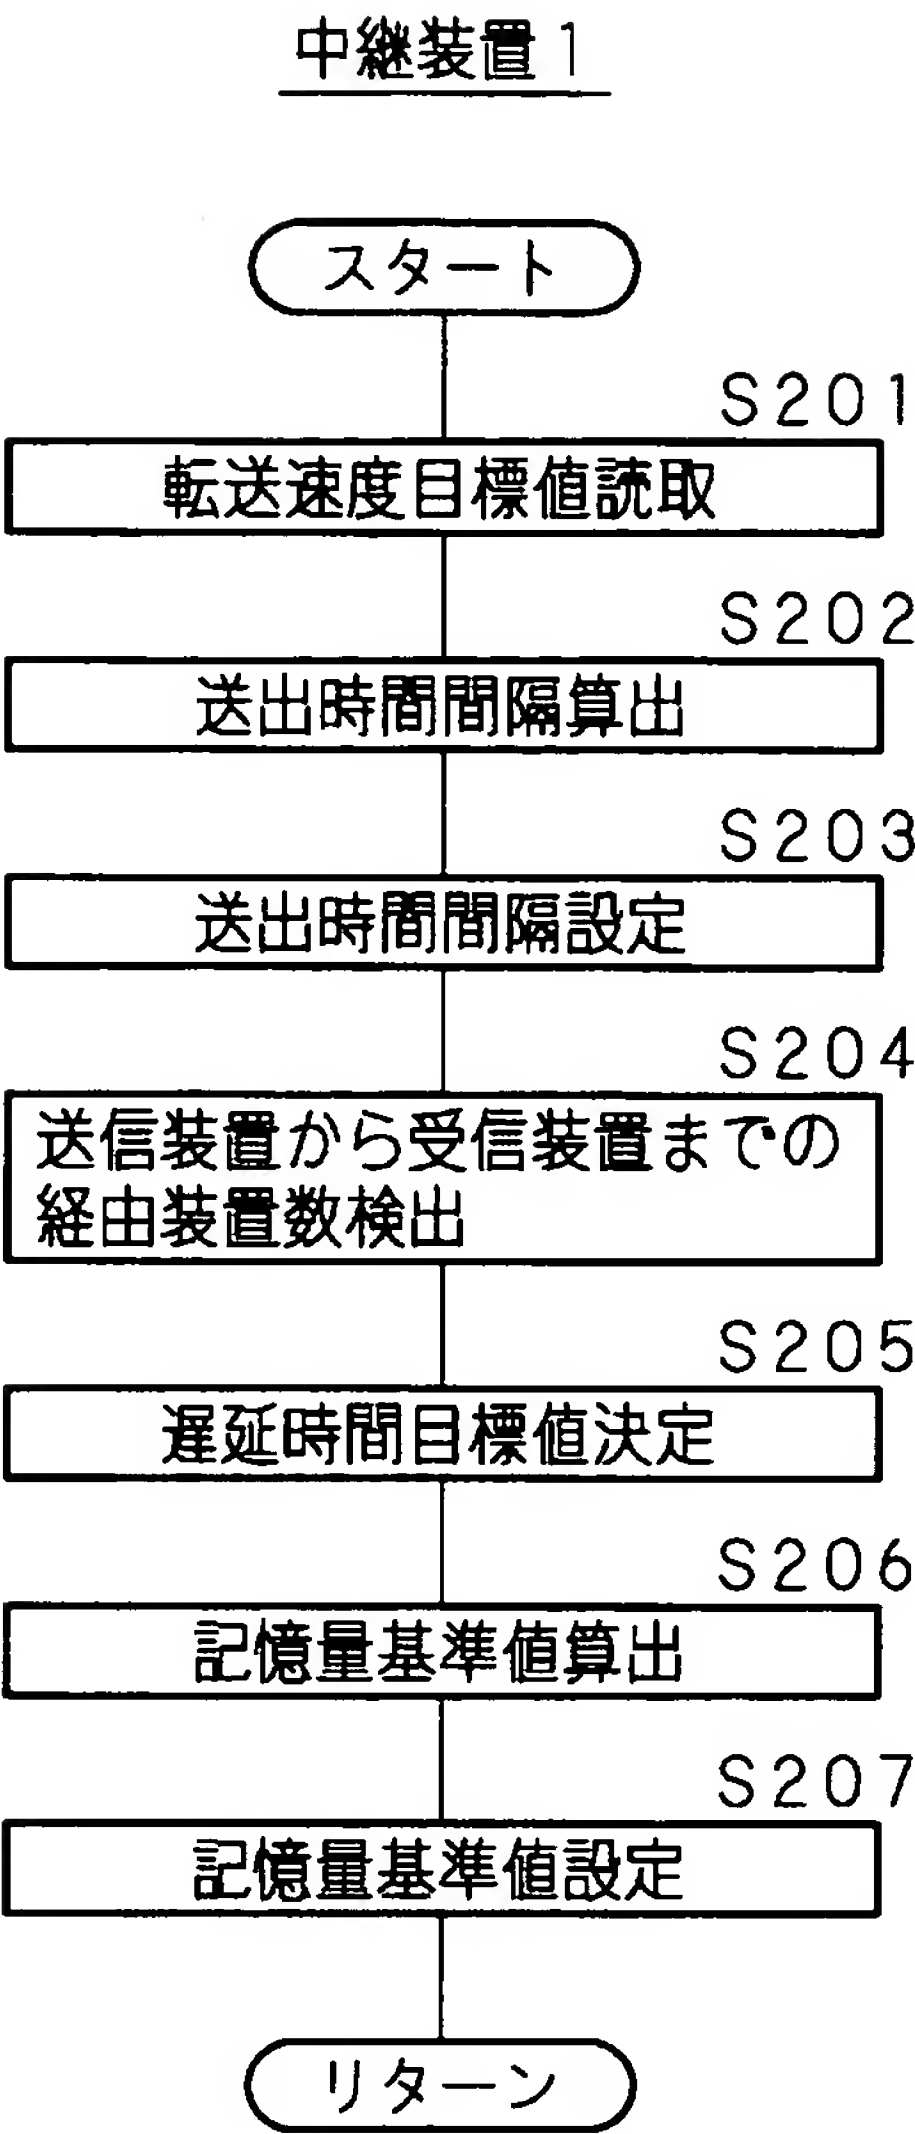 中継装置1
スタート
S201
転送速度目標値読取
S202
送出時間間隔算出
S203
送出時間間隔設定
S204
送信装置から受信装置までの
経由装置数検出
S205
遅延時間目標値決定
S206
記憶量基準値算出
S207
記憶量基準値設定
リターン